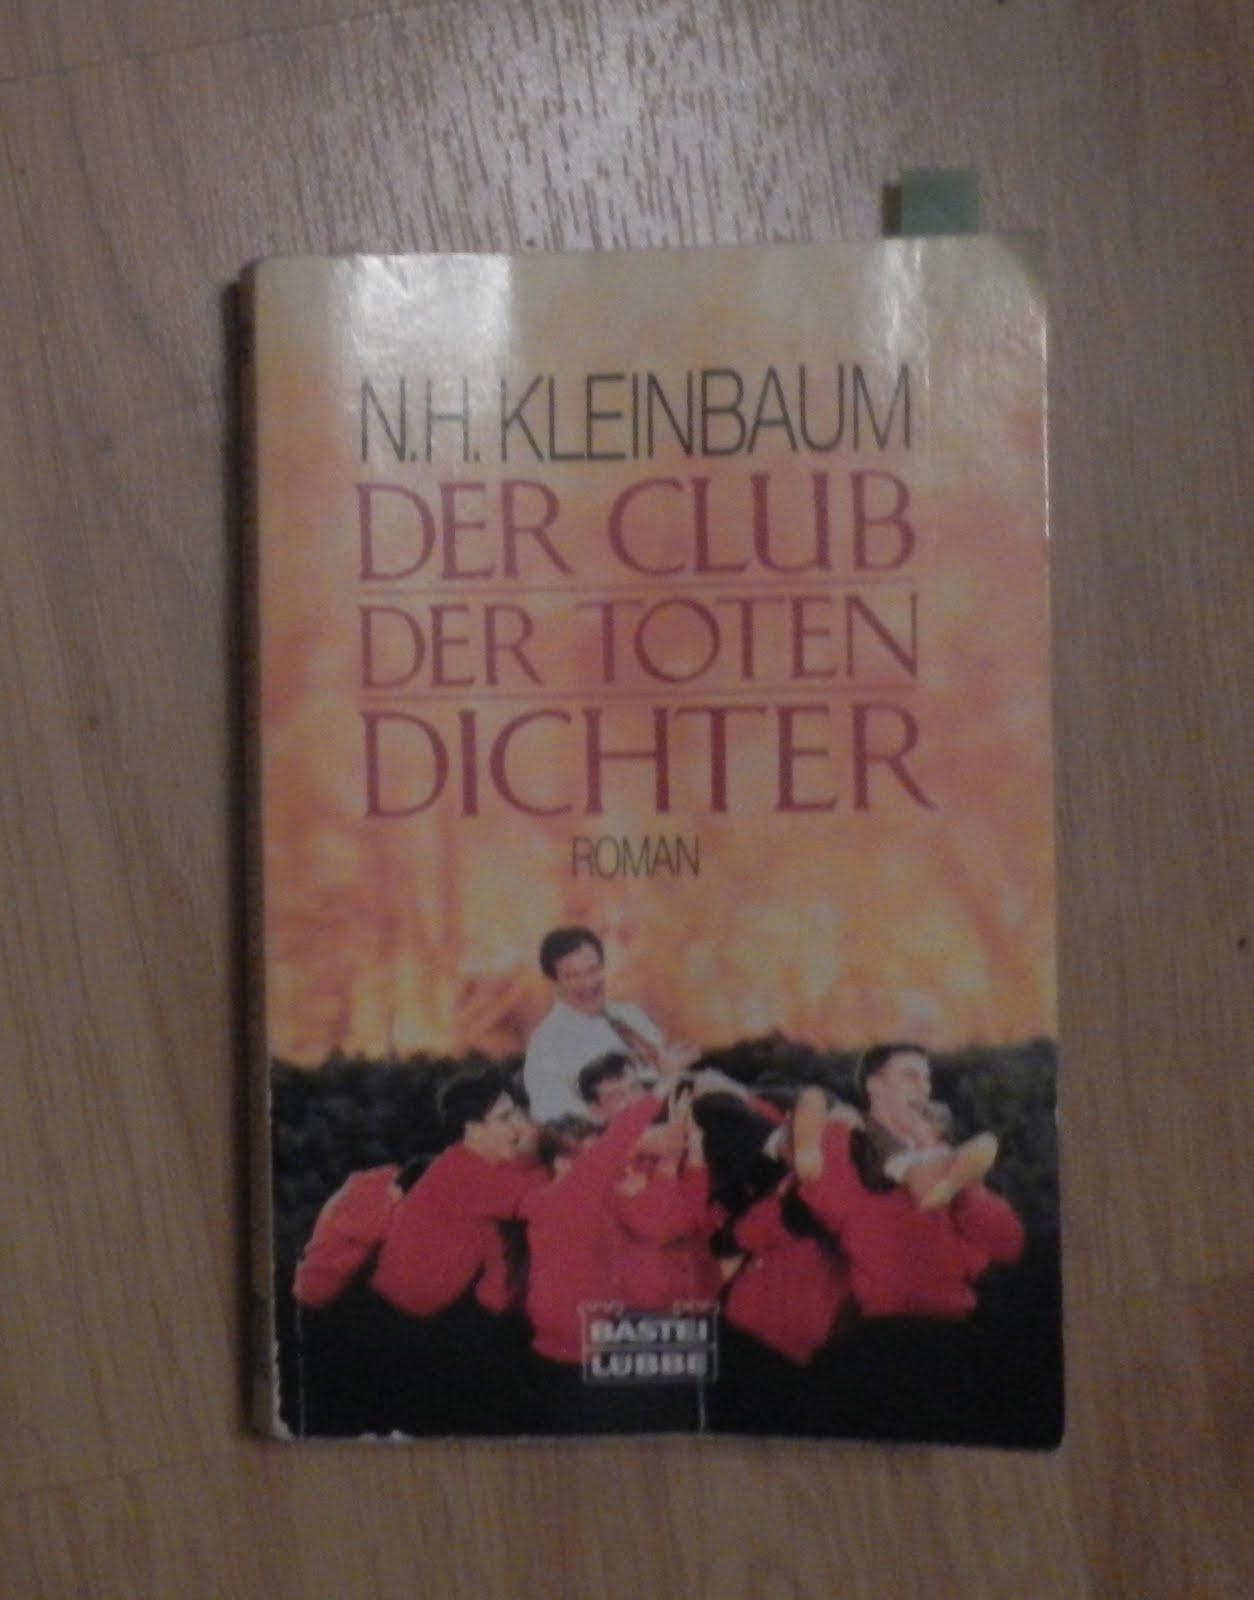 N.H. KLEINBAUM
DER CLUB
DER TOTEN
DICHTER
ROMAN
BASTEI
LÜBBE